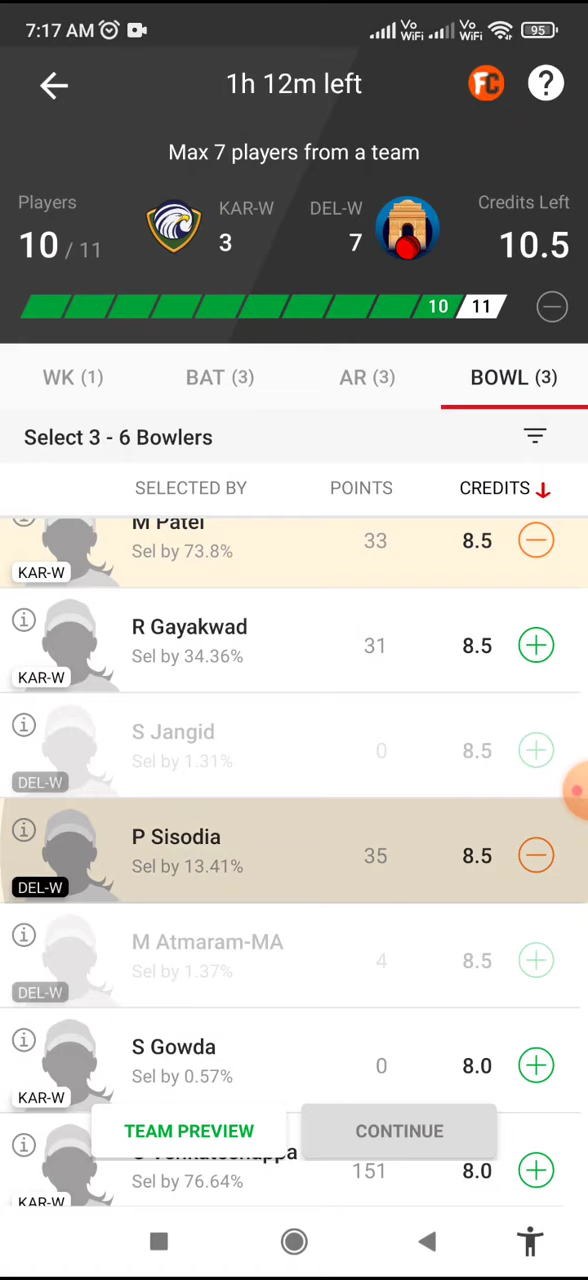 7:17 AM Vo WiFi Vo WiFi 95
1h 12m left FC ?
Max 7 players from a team
Players KAR-W DEL-W Credits Left
10 / 11 3 7 10.5
10 11
WK (1) BAT (3) AR (3) BOWL (3)
Select 3 - 6 Bowlers
SELECTED BY POINTS CREDITS
M Patel
Sel by 73.8% 33 8.5
KAR-W
R Gayakwad
Sel by 34.36% 31 8.5
KAR-W
S Jangid
Sel by 1.31% 0 8.5
DEL-W
P Sisodia
Sel by 13.41% 35 8.5
DEL-W
M Atmaram-MA
Sel by 1.37% 4 8.5
DEL-W
S Gowda
Sel by 0.57% 0 8.0
KAR-W
TEAM PREVIEW CONTINUE
Sel by 76.64% 151 8.0
KAR-W